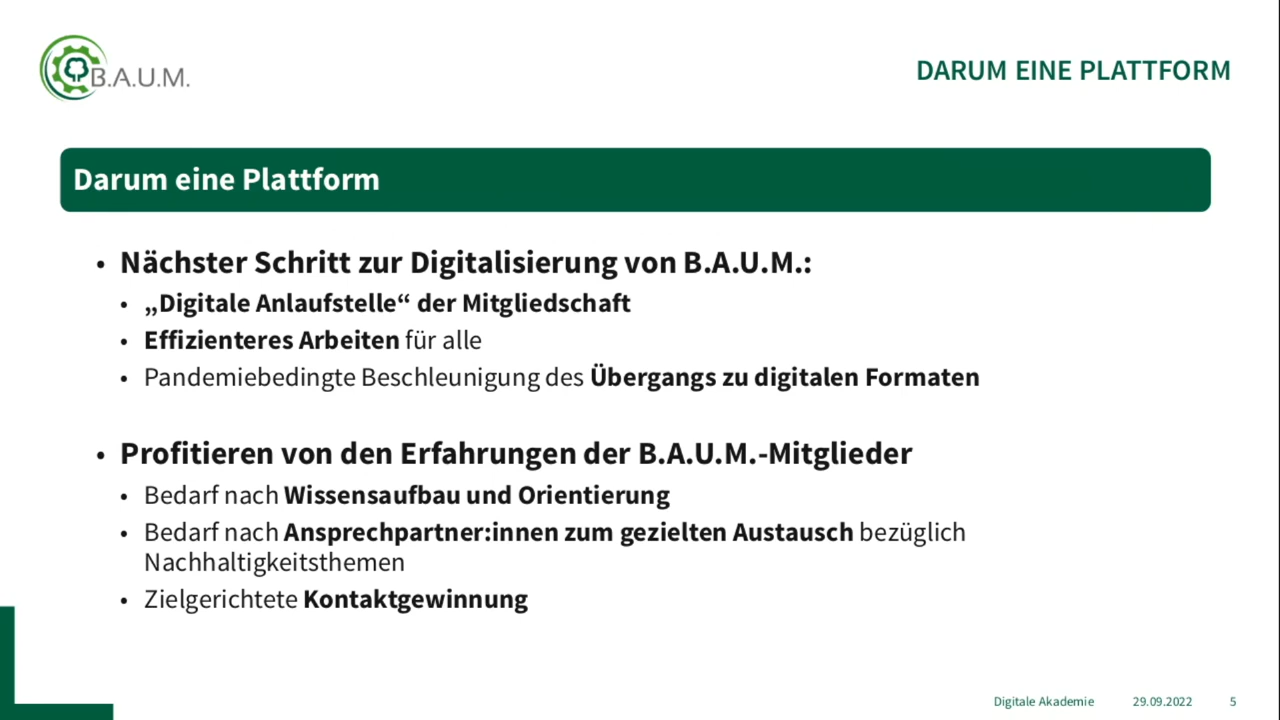 B.A.U.M.
DARUM EINE PLATTFORM
Darum eine Plattform
• Nächster Schritt zur Digitalisierung von B.A.U.M.:
• „Digitale Anlaufstelle“ der Mitgliedschaft
• Effizienteres Arbeiten für alle
• Pandemiebedingte Beschleunigung des Übergangs zu digitalen Formaten
• Profitieren von den Erfahrungen der B.A.U.M.-Mitglieder
• Bedarf nach Wissensaufbau und Orientierung
• Bedarf nach Ansprechpartner:innen zum gezielten Austausch bezüglich
Nachhaltigkeitsthemen
• Zielgerichtete Kontaktgewinnung
Digitale Akademie 29.09.2022 5